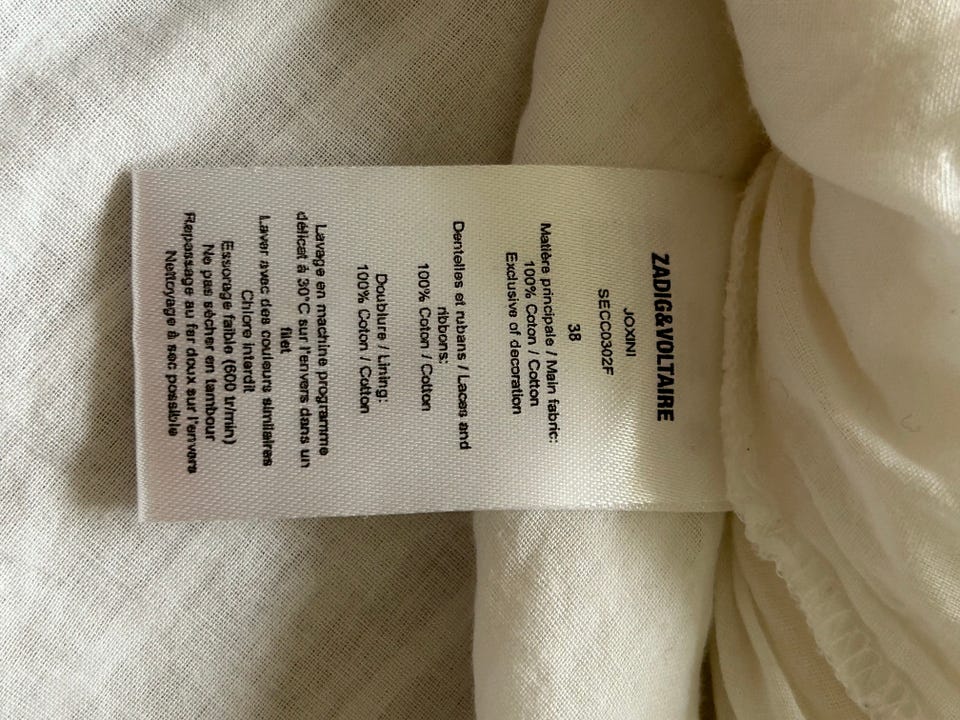 ZADIG&VOLTAIRE
JOXINI
SECC0302F
38
Matière principale / Main fabric:
100% Coton / Cotton
Exclusive of decoration
Dentelles et rubans / Laces and
ribbons:
100% Coton / Cotton
Doublure / Lining:
100% Coton / Cotton
Lavage en machine programme
délicat à 30°C sur l'envers dans un
filet
Laver avec des couleurs similaires
Chlore interdit
Essorage faible (600 tr/min)
Ne pas sécher en tambour
Repassage au fer doux sur l'envers
Nettoyage à sec possible